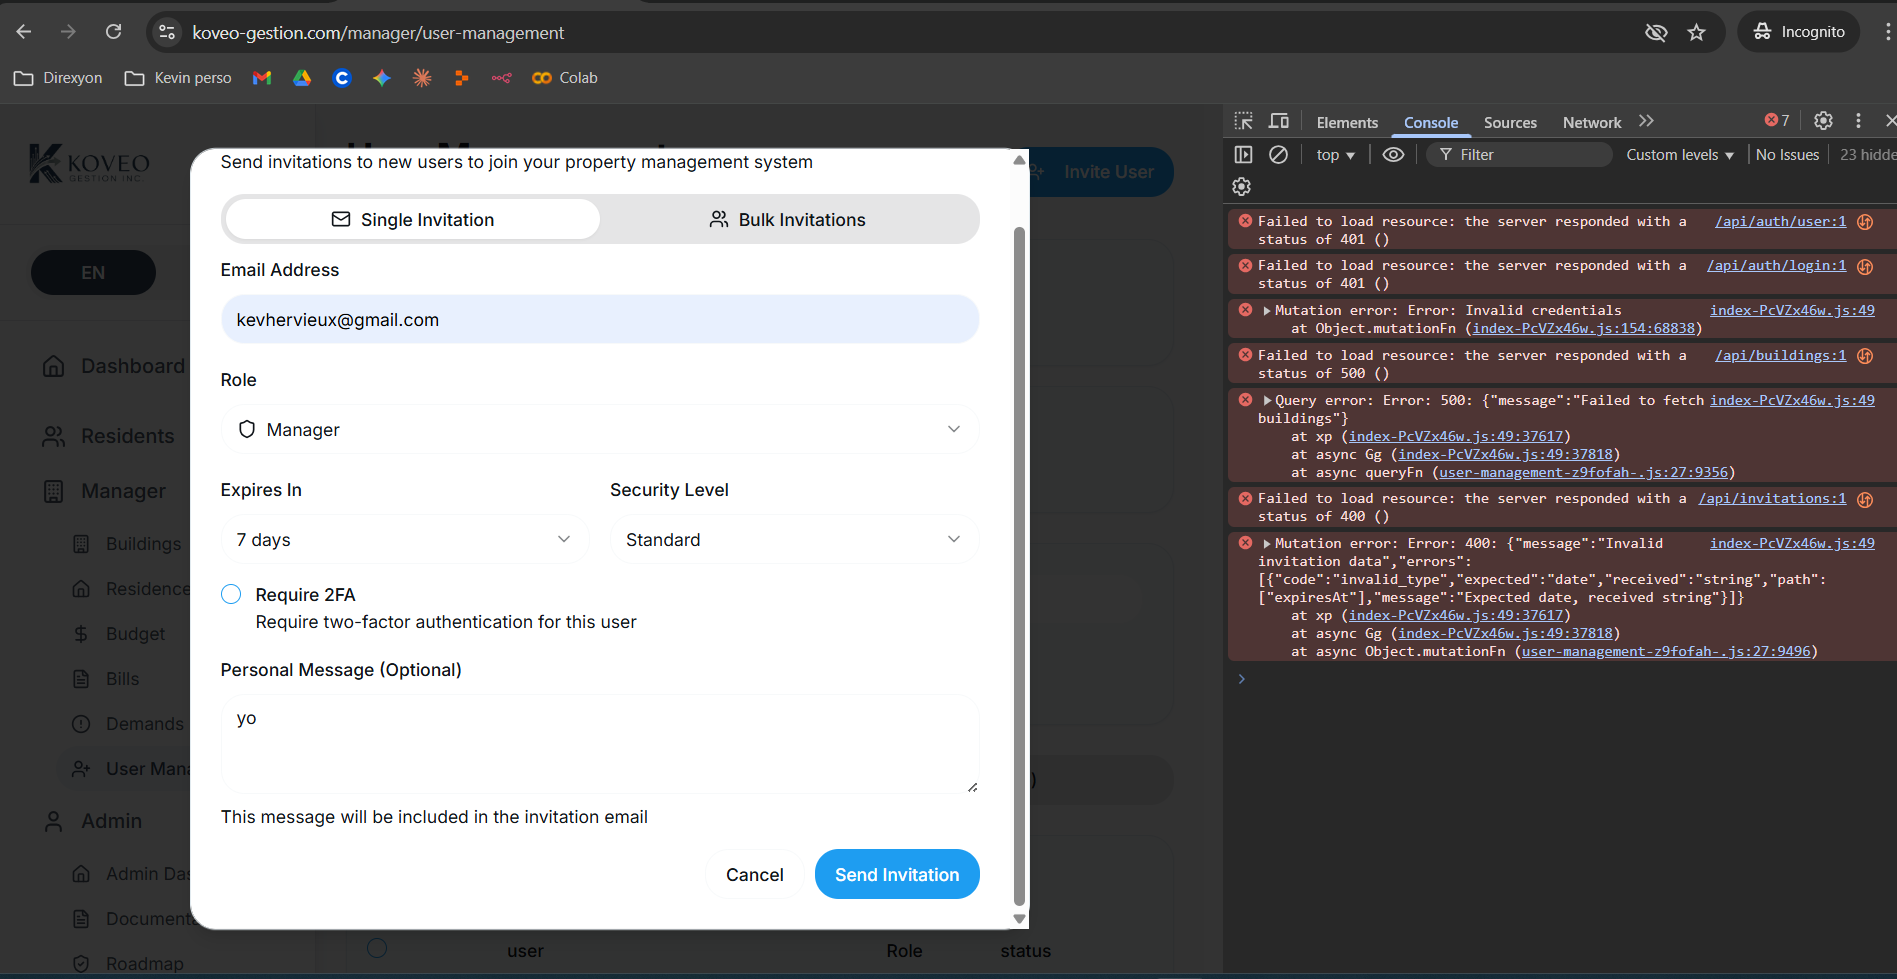 koveo-gestion.com/manager/user-management
Incognito
Direxyon
Kevin perso
Colab
KOVEO
GESTION INC.
EN
Dashboard
Residents
Manager
Buildings
Residence
Budget
Bills
Demands
User Mana
Admin
Admin Das
Documenta
Roadmap
Invite User
Send invitations to new users to join your property management system
Single Invitation
Bulk Invitations
Email Address
kevhervieux@gmail.com
Role
Manager
Expires In
Security Level
7 days
Standard
Require 2FA
Require two-factor authentication for this user
Personal Message (Optional)
yo
This message will be included in the invitation email
Cancel
Send Invitation
user
Role
status
Elements
Console
Sources
Network
7
top
Filter
Custom levels
No Issues
23 hidde
Failed to load resource: the server responded with a /api/auth/user:1
status of 401 ()
Failed to load resource: the server responded with a /api/auth/login:1
status of 401 ()
Mutation error: Error: Invalid credentials index-PcVZx46w.js:49
at Object.mutationFn (index-PcVZx46w.js:154:68838)
Failed to load resource: the server responded with a /api/buildings:1
status of 500 ()
Query error: Error: 500: {"message":"Failed to fetch index-PcVZx46w.js:49
buildings"}
at xp (index-PcVZx46w.js:49:37617)
at async Gg (index-PcVZx46w.js:49:37818)
at async queryFn (user-management-z9fofah-.js:27:9356)
Failed to load resource: the server responded with a /api/invitations:1
status of 400 ()
Mutation error: Error: 400: {"message":"Invalid index-PcVZx46w.js:49
invitation data","errors":
[{"code":"invalid_type","expected":"date","received":"string","path":
["expiresAt"],"message":"Expected date, received string"}]}
at xp (index-PcVZx46w.js:49:37617)
at async Gg (index-PcVZx46w.js:49:37818)
at async Object.mutationFn (user-management-z9fofah-.js:27:9496)